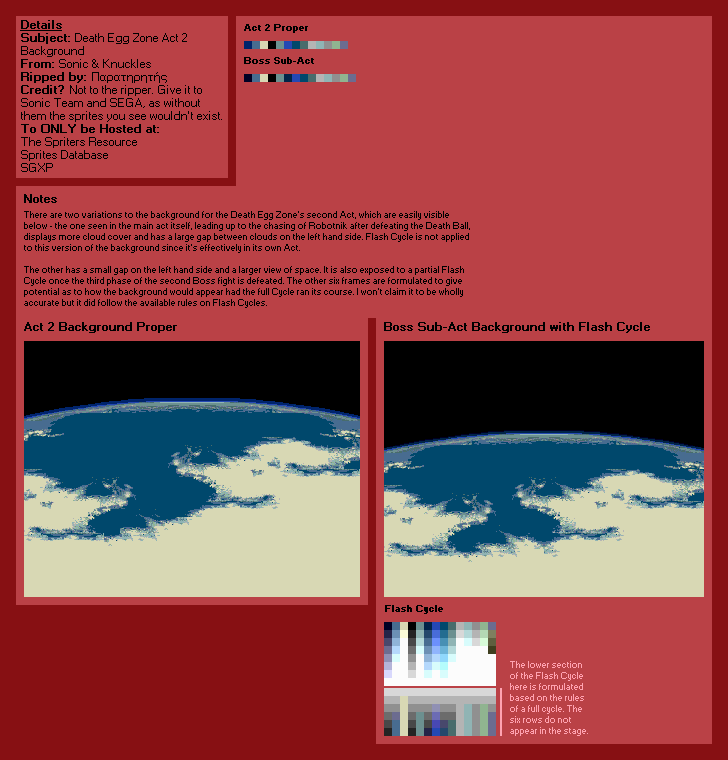 Details
Subject: Death Egg Zone Act 2
Background
From: Sonic & Knuckles
Ripped by: Παρατηρητής
Credit? Not to the ripper. Give it to
Sonic Team and SEGA, as without
them the sprites you see wouldn't exist.
To ONLY be Hosted at:
The Spriters Resource
Sprites Database
SGXP
Act 2 Proper
Boss Sub-Act
Notes
There are two variations to the background for the Death Egg Zone's second Act, which are easily visible
below - the one seen in the main act itself, leading up to the chasing of Robotnik after defeating the Death Ball,
displays more cloud cover and has a large gap between clouds on the left hand side. Flash Cycle is not applied
to this version of the background since it's effectively in its own Act.
The other has a small gap on the left hand side and a larger view of space. It is also exposed to a partial Flash
Cycle once the third phase of the second Boss fight is defeated. The other six frames are formulated to give
potential as to how the background would appear had the full Cycle ran its course. I won't claim it to be wholly
accurate but it did follow the available rules on Flash Cycles.
Act 2 Background Proper
Boss Sub-Act Background with Flash Cycle
Flash Cycle
The lower section
of the Flash Cycle
here is formulated
based on the rules
of a full cycle. The
six rows do not
appear in the stage.